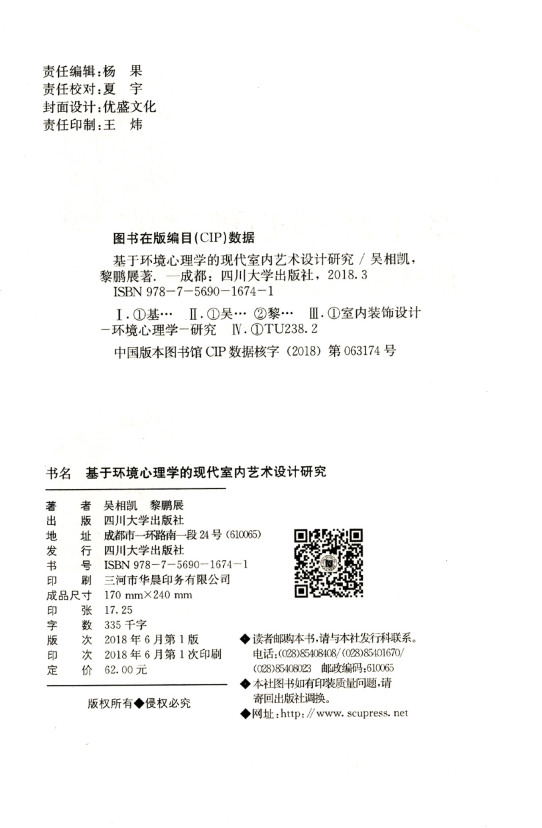 责任编辑:杨　果
责任校对:夏　宇
封面设计:优盛文化
责任印制:王　炜
图书在版编目(CIP)数据
基于环境心理学的现代室内艺术设计研究 / 吴相凯,
黎鹏展著. —成都: 四川大学出版社, 2018.3
ISBN 978-7-5690-1674-1
Ⅰ.①基… Ⅱ.①吴… ②黎… Ⅲ.①室内装饰设计
－环境心理学－研究 Ⅳ.①TU238.2
中国版本图书馆 CIP 数据核字 (2018) 第 063174 号
书名 基于环境心理学的现代室内艺术设计研究
著　　者 吴相凯 黎鹏展
出　　版 四川大学出版社
地　　址 成都市一环路南一段 24 号 (610065)
发　　行 四川大学出版社
书　　号 ISBN 978-7-5690-1674-1
印　　刷 三河市华晨印务有限公司
成品尺寸 170 mm×240 mm
印　　张 17.25
字　　数 335 千字
版　　次 2018 年 6 月第 1 版
印　　次 2018 年 6 月第 1 次印刷
定　　价 62.00 元
版权所有◆侵权必究
◆读者邮购本书,请与本社发行科联系。
电话:(028)85408408/(028)85401670/
(028)85408023 邮政编码:610065
◆本社图书如有印装质量问题,请
寄回出版社调换。
◆网址:http://www.scupress.net